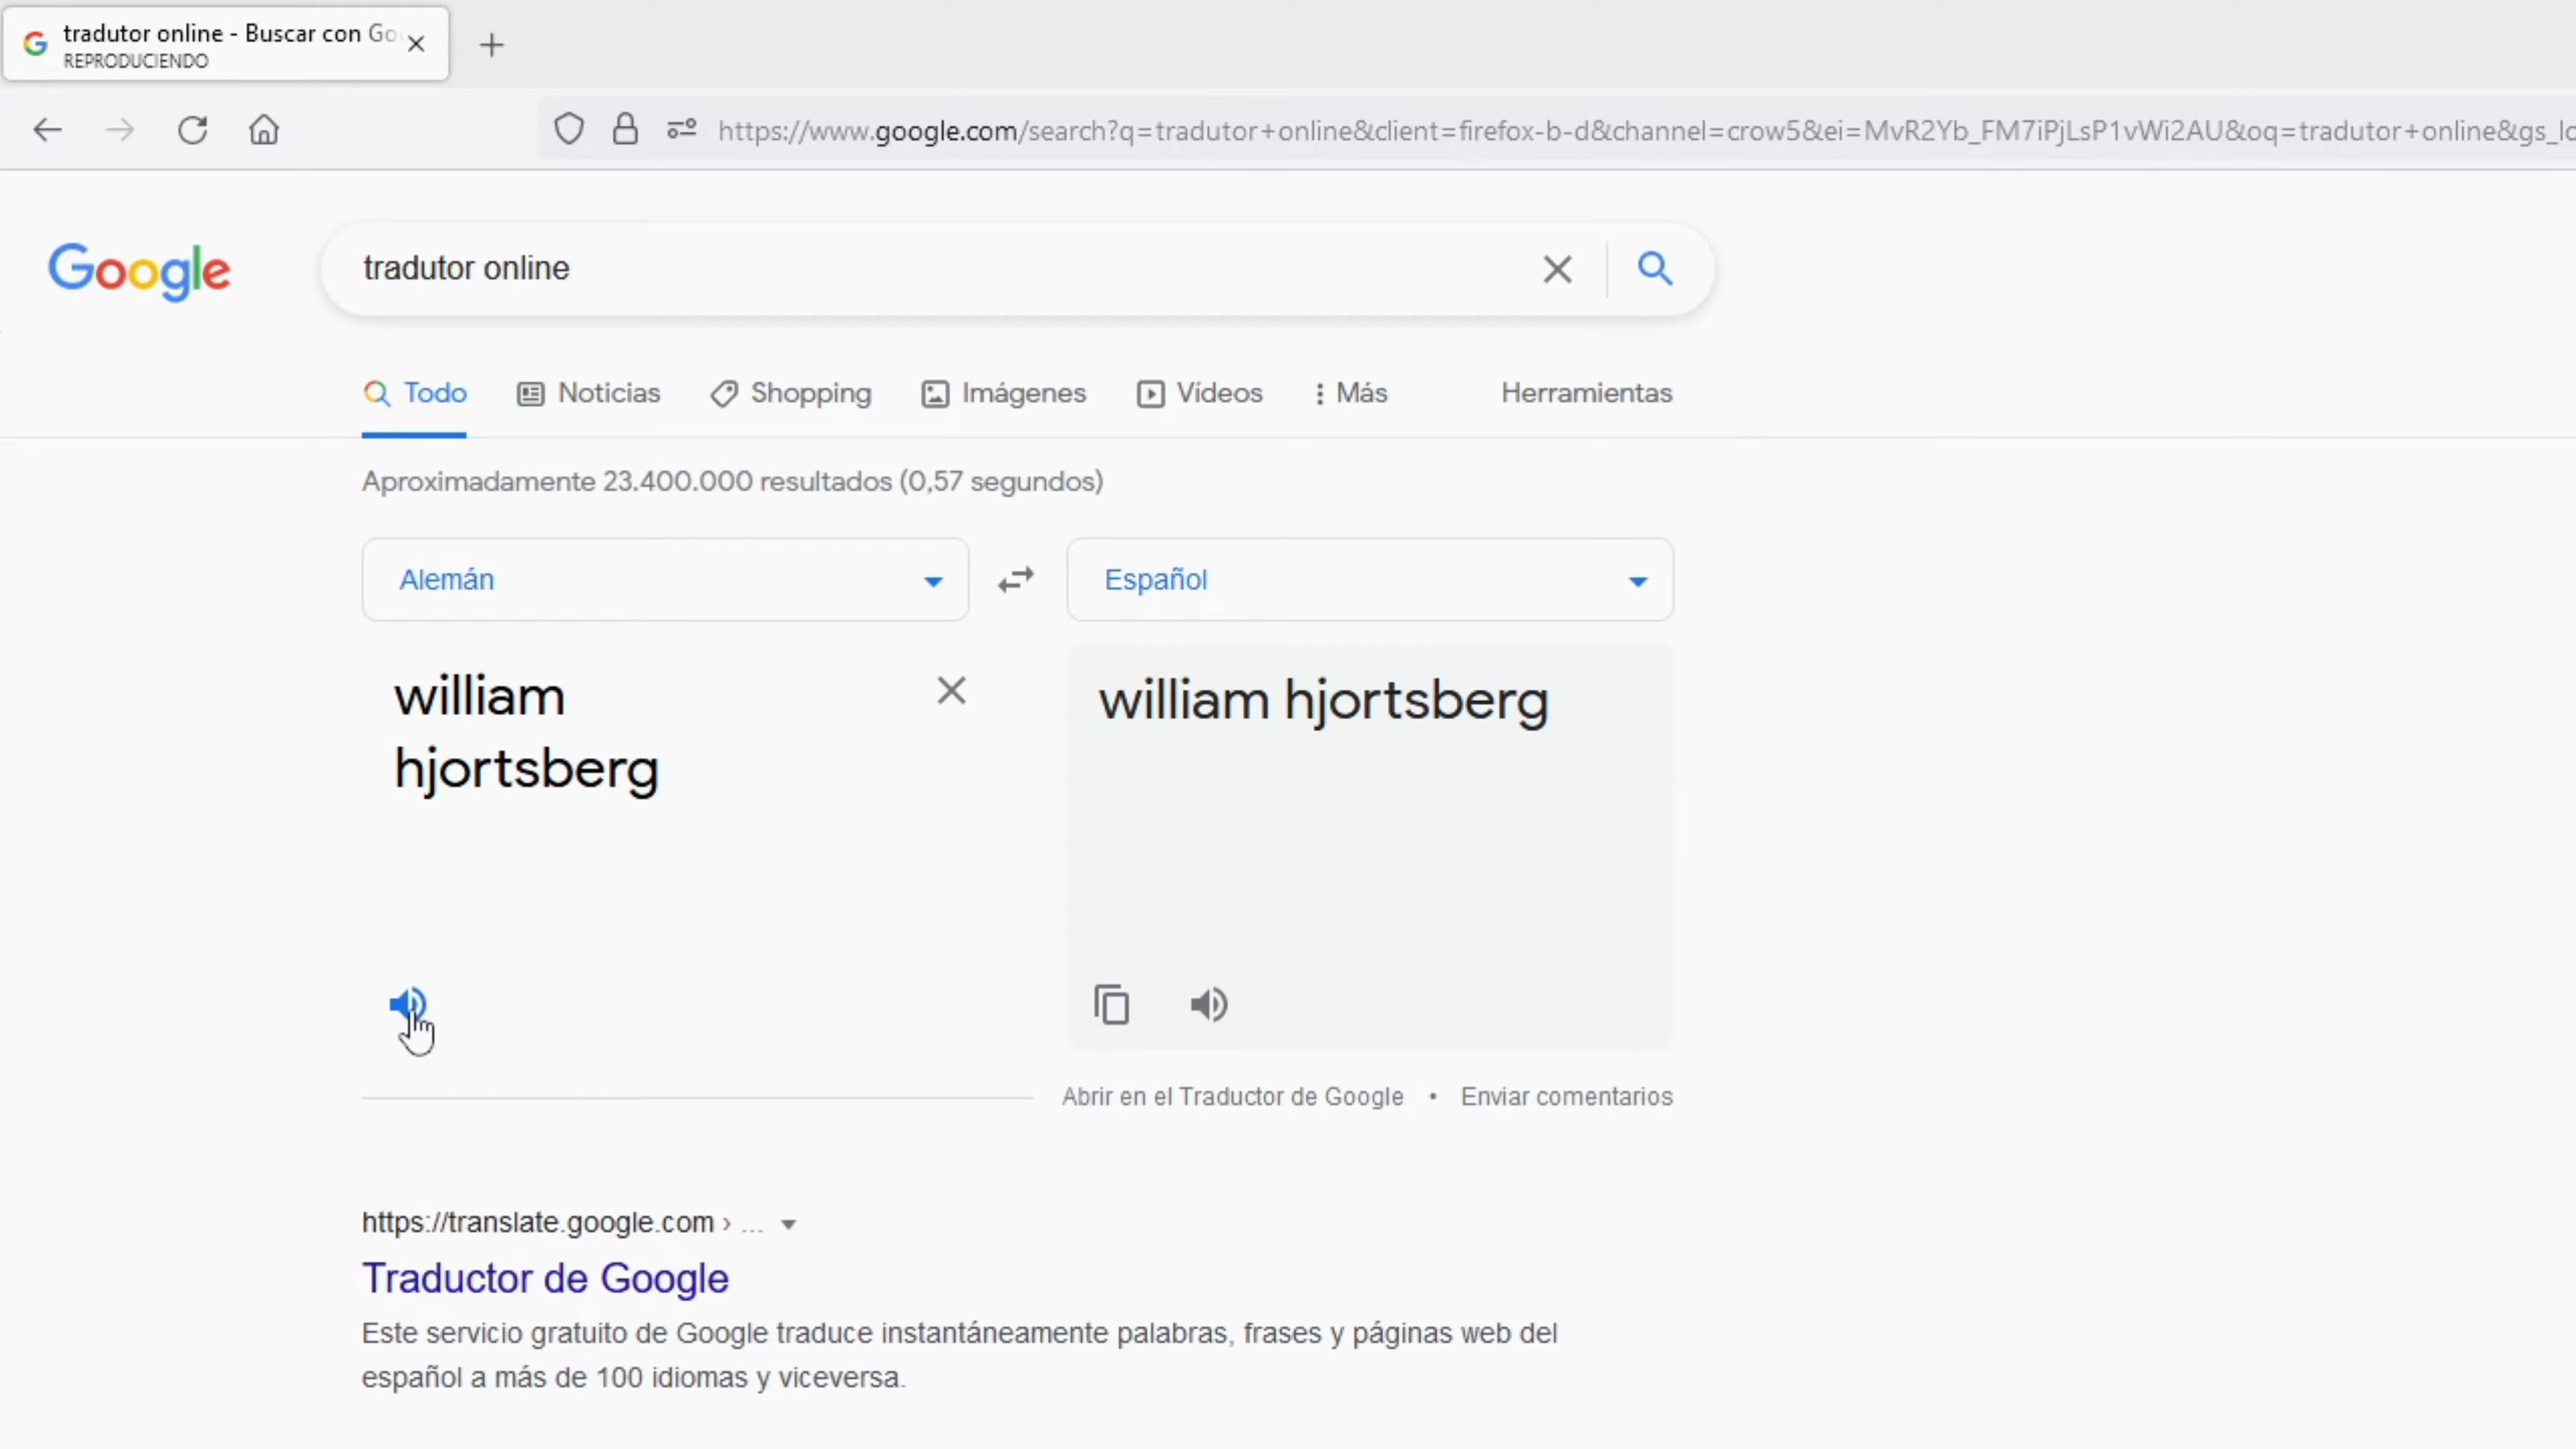 tradutor online - Buscar con Go
REPRODUCIENDO
https://www.google.com/search?q=tradutor+online&client=firefox-b-d&channel=crow5&ei=MvR2Yb_FM7iPjLsP1vWi2AU&oq=tradutor+online&gs_lc
Google
tradutor online
Todo Noticias Shopping Imágenes Vídeos Más Herramientas
Aproximadamente 23.400.000 resultados (0,57 segundos)
Alemán Español
william
hjortsberg
william hjortsberg
Abrir en el Traductor de Google • Enviar comentarios
https://translate.google.com › ...
Traductor de Google
Este servicio gratuito de Google traduce instantáneamente palabras, frases y páginas web del
español a más de 100 idiomas y viceversa.